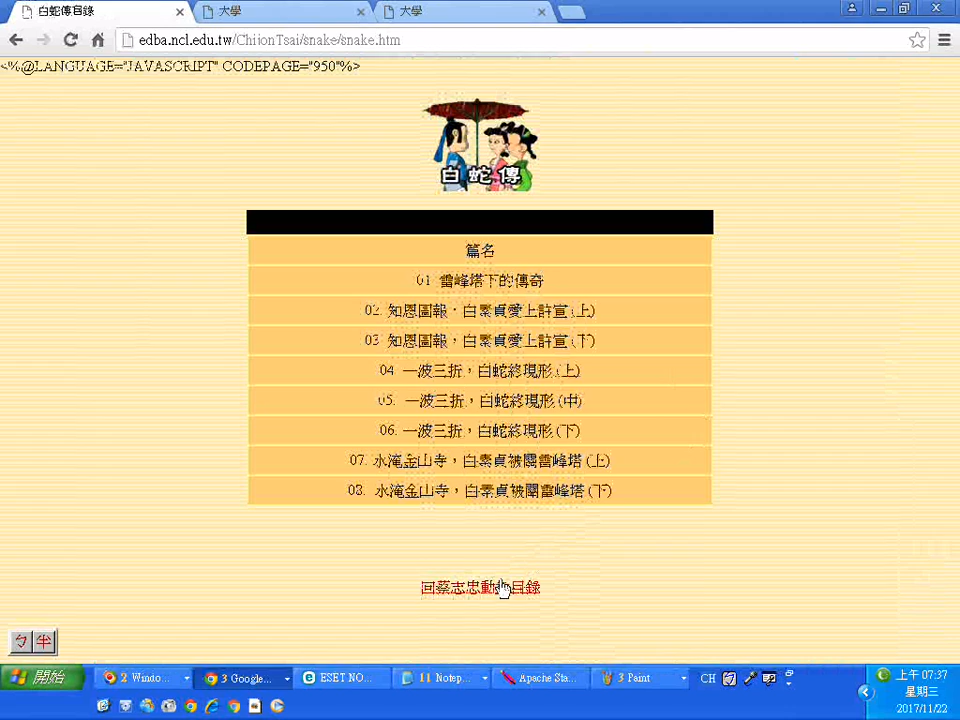 白蛇傳目錄
大學
大學
edba.ncl.edu.tw/ChiionTsai/snake/snake.htm
<%@LANGUAGE="JAVASCRIPT" CODEPAGE="950"%>
白蛇傳
篇名
01. 雷峰塔下的傳奇
02. 知恩圖報，白素貞愛上許宣(上)
03. 知恩圖報，白素貞愛上許宣(下)
04. 一波三折，白蛇終現形(上)
05. 一波三折，白蛇終現形(中)
06. 一波三折，白蛇終現形(下)
07. 水淹金山寺，白素貞被關雷峰塔(上)
08. 水淹金山寺，白素貞被關雷峰塔(下)
回蔡志忠動畫目錄
ㄅ 半
開始
2 Windo...
3 Google...
ESET NO...
11 Notep...
Apache Sta...
3 Paint
CH
上午 07:37
星期三
2017/11/22